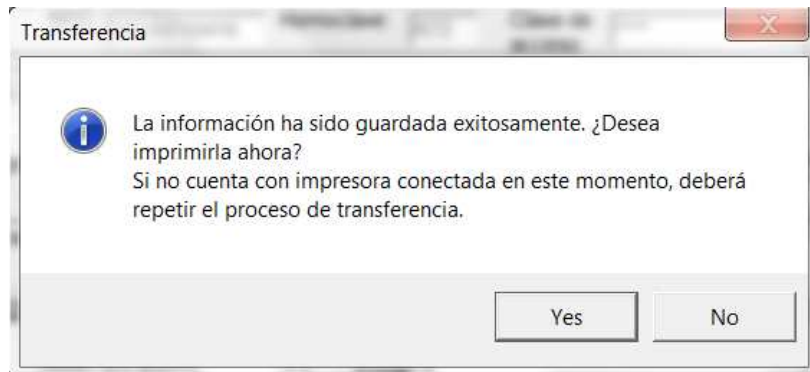 Transferencia
La información ha sido guardada exitosamente. ¿Desea
imprimirla ahora?
Si no cuenta con impresora conectada en este momento, deberá
repetir el proceso de transferencia.
Yes
No